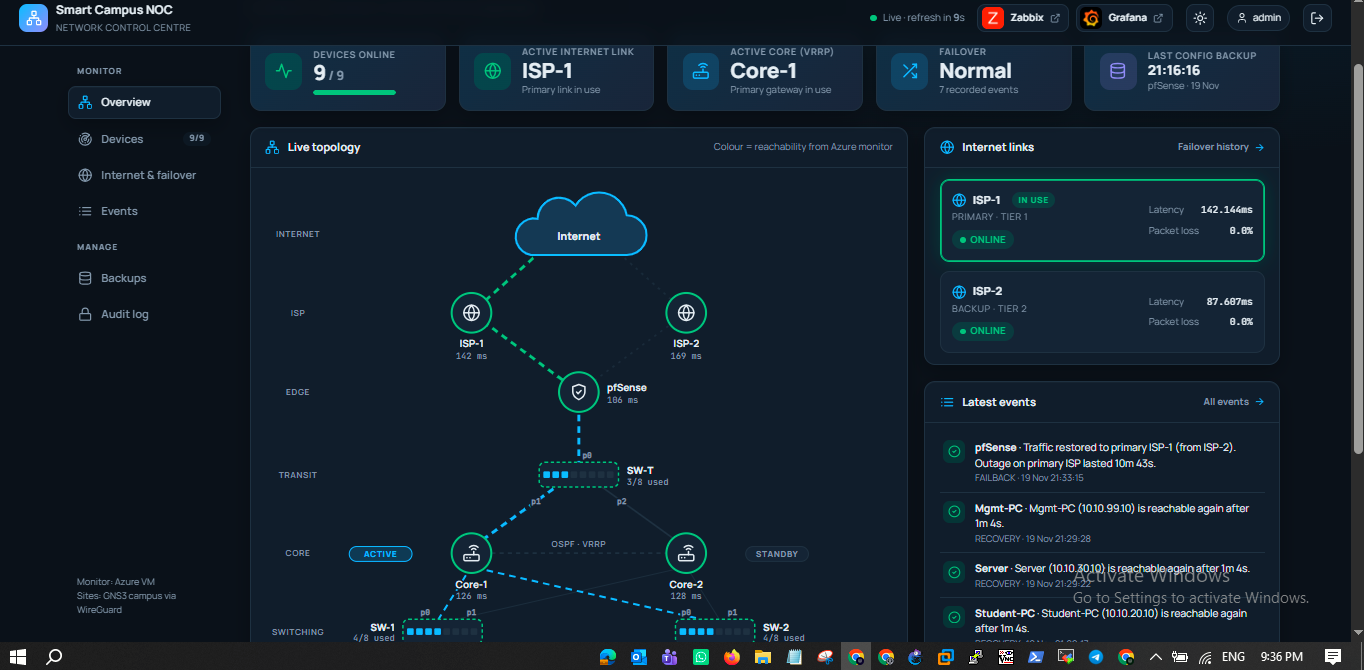 Smart Campus NOC
NETWORK CONTROL CENTRE
Live · refresh in 9s
Z
Zabbix
Grafana
admin
MONITOR
Overview
Devices
9/9
Internet & failover
Events
MANAGE
Backups
Audit log
Monitor: Azure VM
Sites: GNS3 campus via
WireGuard
DEVICES ONLINE
9 / 9
ACTIVE INTERNET LINK
ISP-1
Primary link in use
ACTIVE CORE (VRRP)
Core-1
Primary gateway in use
FAILOVER
Normal
7 recorded events
LAST CONFIG BACKUP
21:16:16
pfSense · 19 Nov
Live topology
Colour = reachability from Azure monitor
INTERNET
Internet
ISP
ISP-1
142 ms
ISP-2
169 ms
EDGE
pfSense
106 ms
TRANSIT
p0
SW-T
3/8 used
p1
p2
CORE
ACTIVE
OSPF · VRRP
STANDBY
Core-1
126 ms
Core-2
128 ms
SWITCHING
p0
p1
SW-1
4/8 used
p0
p1
SW-2
4/8 used
Internet links
Failover history →
ISP-1
IN USE
PRIMARY · TIER 1
ONLINE
Latency 142.144ms
Packet loss 0.0%
ISP-2
BACKUP · TIER 2
ONLINE
Latency 87.607ms
Packet loss 0.0%
Latest events
All events →
pfSense · Traffic restored to primary ISP-1 (from ISP-2).
Outage on primary ISP lasted 10m 43s.
FAILBACK · 19 Nov 21:33:15
Mgmt-PC · Mgmt-PC (10.10.99.10) is reachable again after
1m 4s.
RECOVERY · 19 Nov 21:29:28
Server · Server (10.10.30.10) is reachable again after 1m 4s.
RECOVERY · 19 Nov 21:29:22
Student-PC · Student-PC (10.10.20.10) is reachable again
after 1m 4s.
Activate Windows
Go to Settings to activate Windows.
ENG
9:36 PM